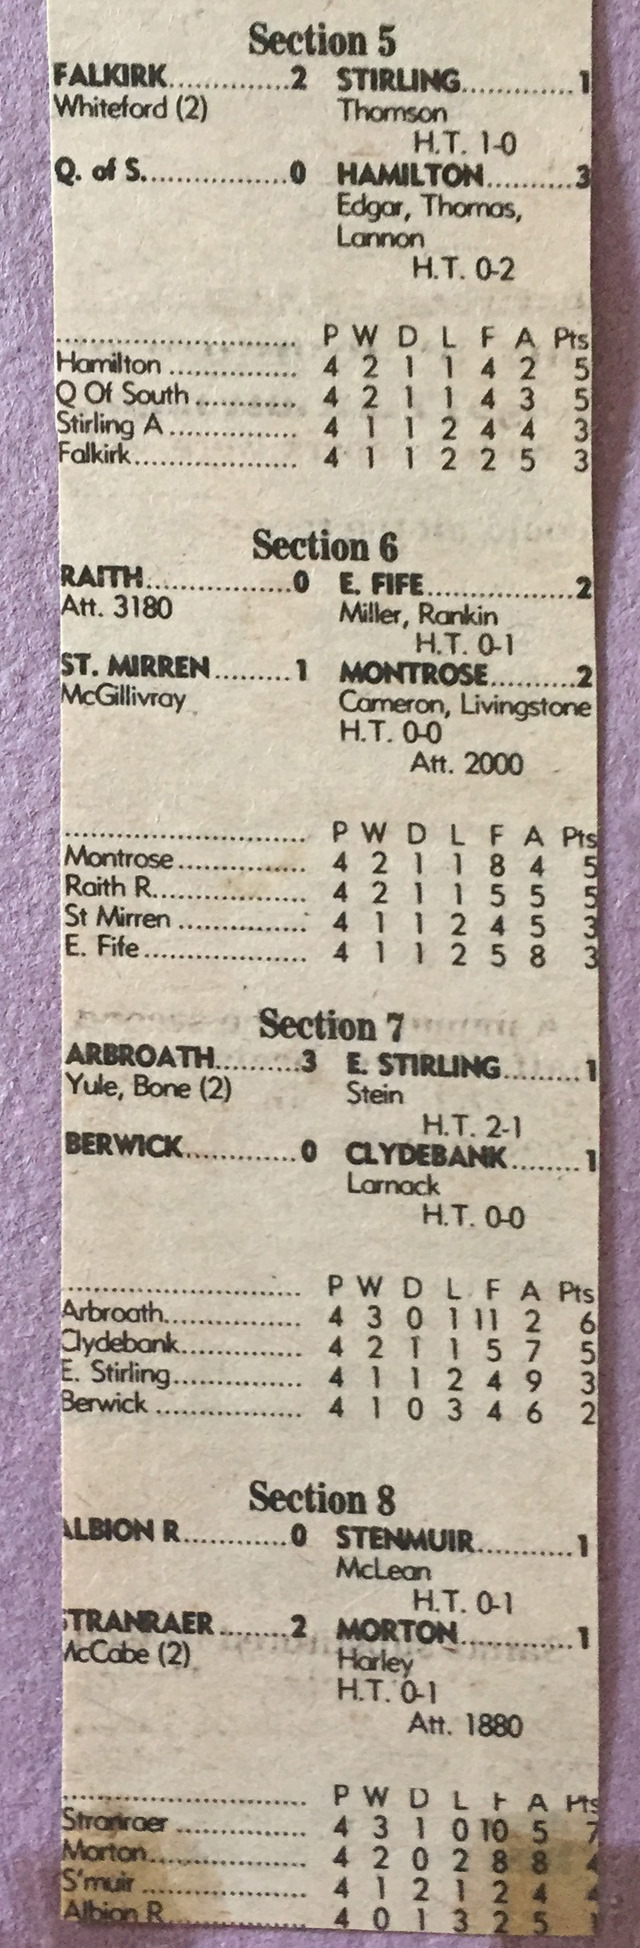 Section 5
FALKIRK..............2 STIRLING.............1
Whiteford (2) Thomson
H.T. 1-0
Q. of S................0 HAMILTON..........3
Edgar, Thomas,
Lannon
H.T. 0-2
............................. P W D L F A Pts
Hamilton ............... 4 2 1 1 4 2 5
Q Of South ............ 4 2 1 1 4 3 5
Stirling A ............... 4 1 1 2 4 4 3
Falkirk................... 4 1 1 2 2 5 3
Section 6
RAITH.................0 E. FIFE.................2
Att. 3180 Miller, Rankin
H.T. 0-1
ST. MIRREN.........1 MONTROSE..........2
McGillivray Cameron, Livingstone
H.T. 0-0
Att. 2000
............................. P W D L F A Pts
Montrose............... 4 2 1 1 8 4 5
Raith R.................. 4 2 1 1 5 5 5
St Mirren ............... 4 1 1 2 4 5 3
E. Fife................... 4 1 1 2 5 8 3
Section 7
ARBROATH..........3 E. STIRLING.........1
Yule, Bone (2) Stein
H.T. 2-1
BERWICK.............0 CLYDEBANK........1
Larnack
H.T. 0-0
............................. P W D L F A Pts
Arbroath................ 4 3 0 1 11 2 6
Clydebank.............. 4 2 1 1 5 7 5
E. Stirling............... 4 1 1 2 4 9 3
Berwick ................. 4 1 0 3 4 6 2
Section 8
ALBION R............0 STENMUIR...........1
McLean
H.T. 0-1
STRANRAER........2 MORTON.............1
McCabe (2) Harley
H.T. 0-1
Att. 1880
............................. P W D L F A Pts
Stranraer ............... 4 3 1 0 10 5 7
Morton.................. 4 2 0 2 8 8 4
S'muir ................... 4 1 2 1 2 4 4
Albion R................ 4 0 1 3 2 5 1